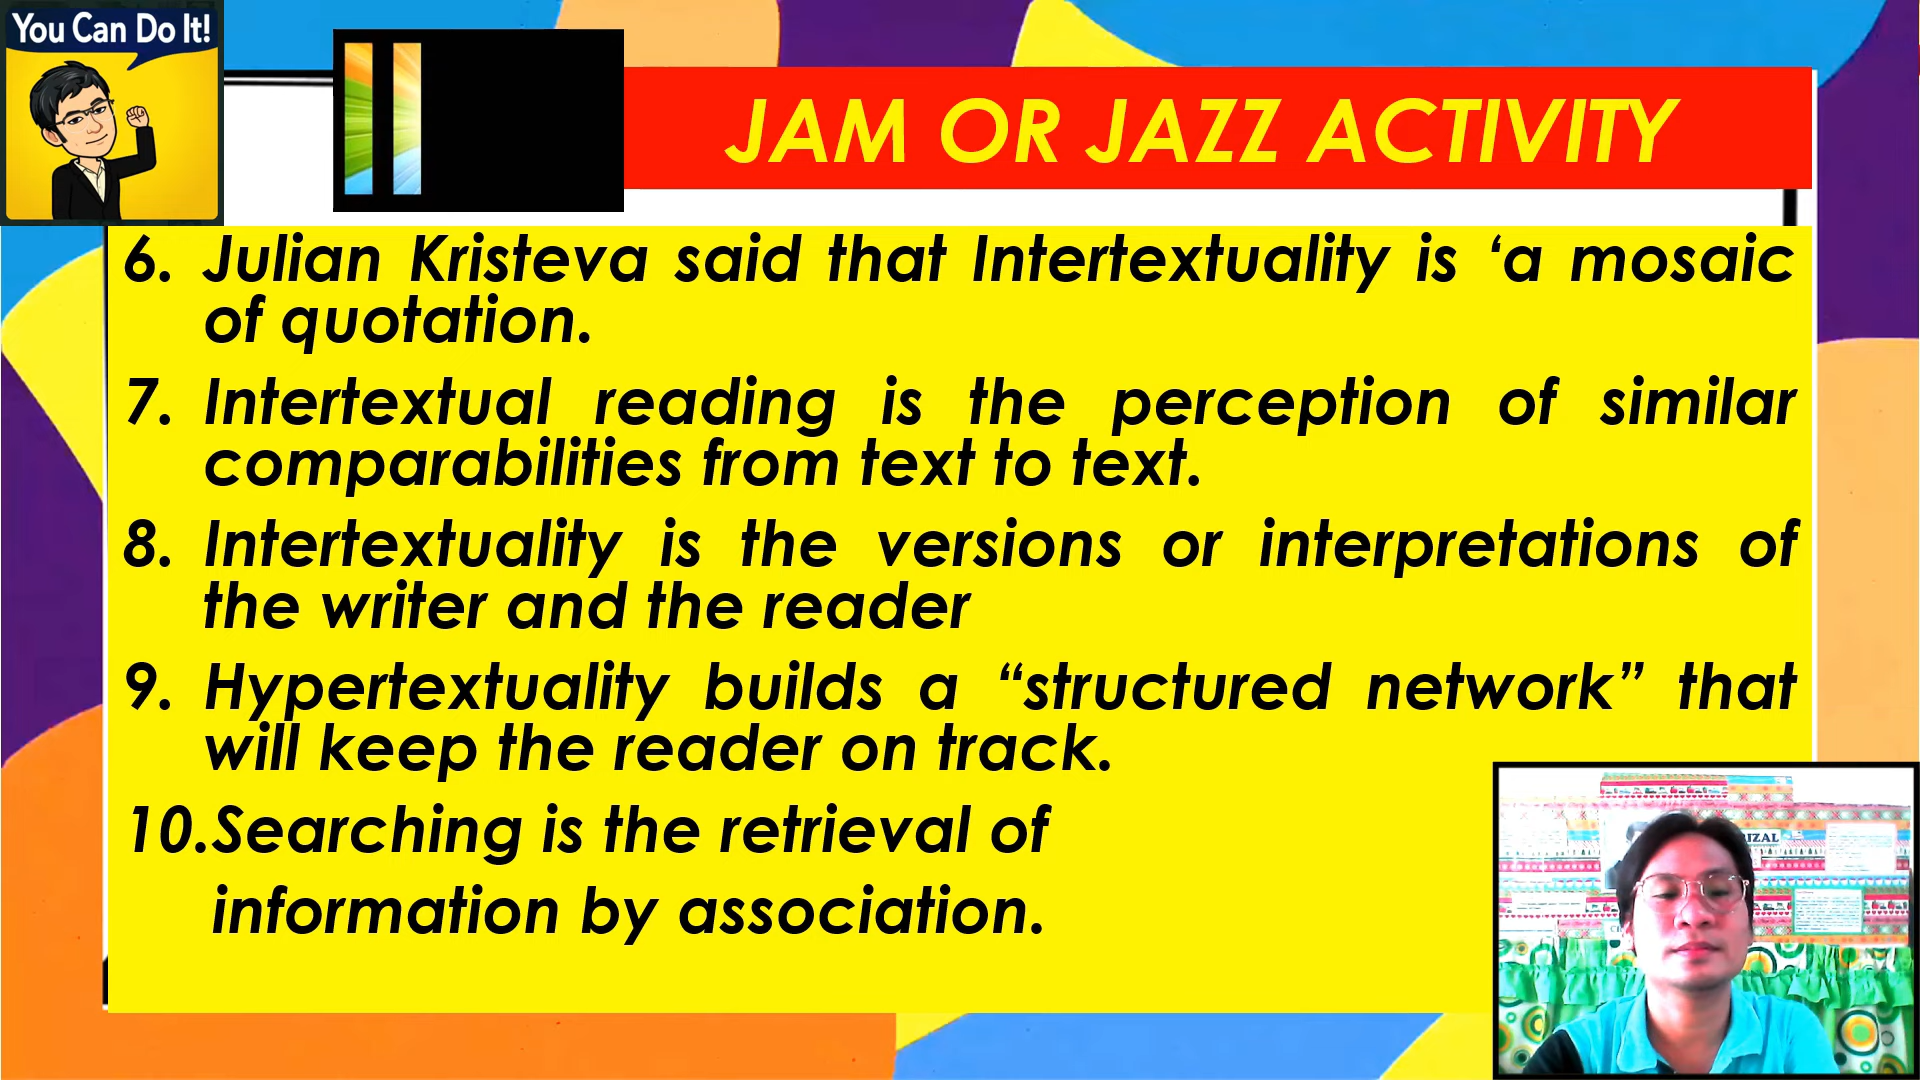 You Can Do It!
JAM OR JAZZ ACTIVITY
6. Julian Kristeva said that Intertextuality is ‘a mosaic
of quotation.
7. Intertextual reading is the perception of similar
comparabilities from text to text.
8. Intertextuality is the versions or interpretations of
the writer and the reader
9. Hypertextuality builds a “structured network” that
will keep the reader on track.
10.Searching is the retrieval of
information by association.